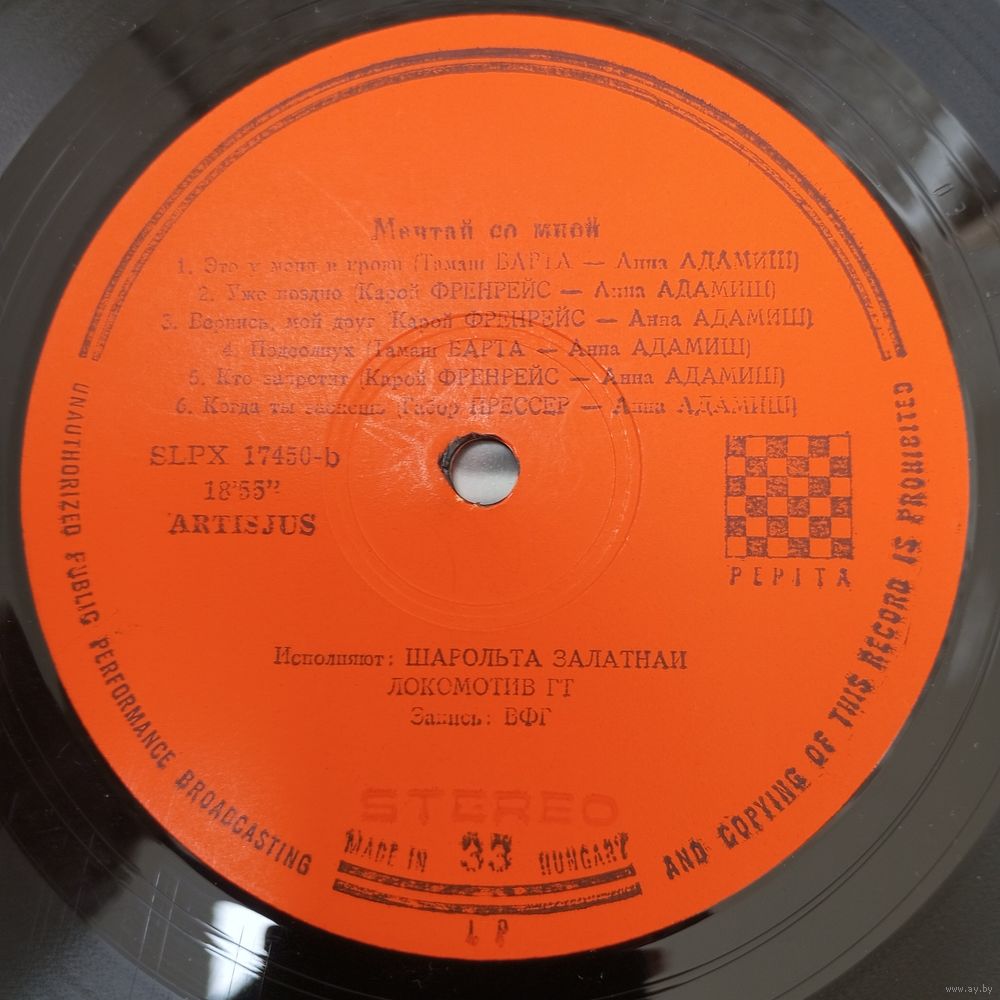 Мечтай со мной
1. Это у меня в крови (Тамаш БАРТА — Анна АДАМИШ)
2. Уже поздно (Карой ФРЕНРЕЙС — Анна АДАМИШ)
3. Вернись, мой друг (Карой ФРЕНРЕЙС — Анна АДАМИШ)
4. Подсолнух (Тамаш БАРТА — Анна АДАМИШ)
5. Кто запретит (Карой ФРЕНРЕЙС — Анна АДАМИШ)
6. Когда ты заснешь (Габор ПРЕССЕР — Анна АДАМИШ)
SLPX 17450-b
18'55"
ARTISJUS
PEPITA
Исполняют: ШАРОЛЬТА ЗАЛАТНАИ
ЛОКОМОТИВ ГТ
Запись: ВФГ
STEREO
MADE IN 33 HUNGARY
LP
UNAUTHORIZED PUBLIC PERFORMANCE BROADCASTING AND COPYING OF THIS RECORD IS PROHIBITED
www.ay.by